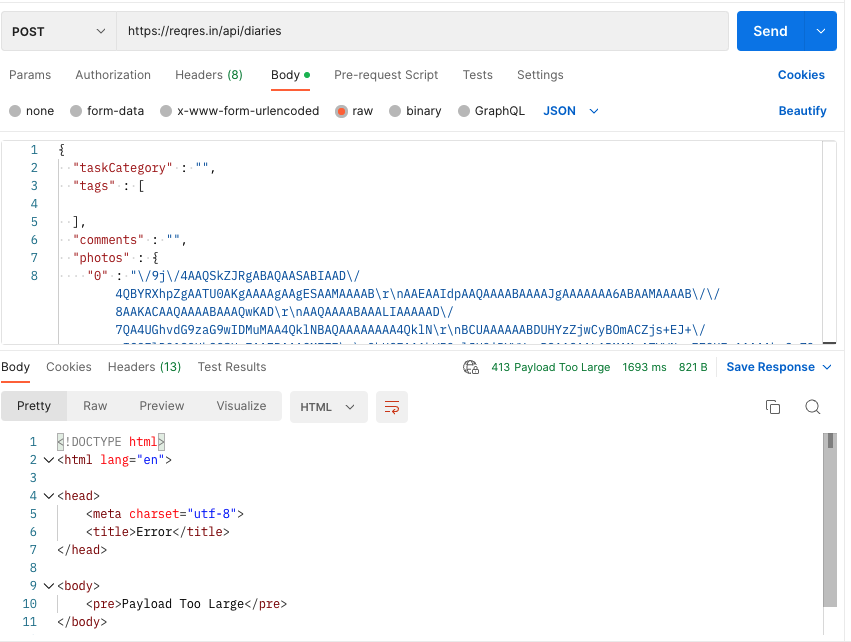 POST https://reqres.in/api/diaries Send
Params Authorization Headers (8) Body Pre-request Script Tests Settings Cookies
none form-data x-www-form-urlencoded raw binary GraphQL JSON Beautify
1 {
2 "taskCategory" : "",
3 "tags" : [
4
5 ],
6 "comments" : "",
7 "photos" : {
8 "0" : "\/9j\/4AAQSkZJRgABAQAASABIAAD\/
4QBYRXhpZgAATU0AKgAAAAgAAgESAAMAAAAB\r\nAAEAAIdpAAQAAAABAAAAJgAAAAAAA6ABAAMAAAAB\/\/
8AAKACAAQAAAABAAAQwKAD\r\nAAQAAAABAAALIAAAAAD\/
7QA4UGhvdG9zaG9wIDMuMAA4QklNBAQAAAAAAAA4QklN\r\nBCUAAAAAABDUHYzZjwCyBOmACZjs+EJ+\/
Body Cookies Headers (13) Test Results 413 Payload Too Large 1693 ms 821 B Save Response
Pretty Raw Preview Visualize HTML
1 <!DOCTYPE html>
2 <html lang="en">
3
4 <head>
5 <meta charset="utf-8">
6 <title>Error</title>
7 </head>
8
9 <body>
10 <pre>Payload Too Large</pre>
11 </body>